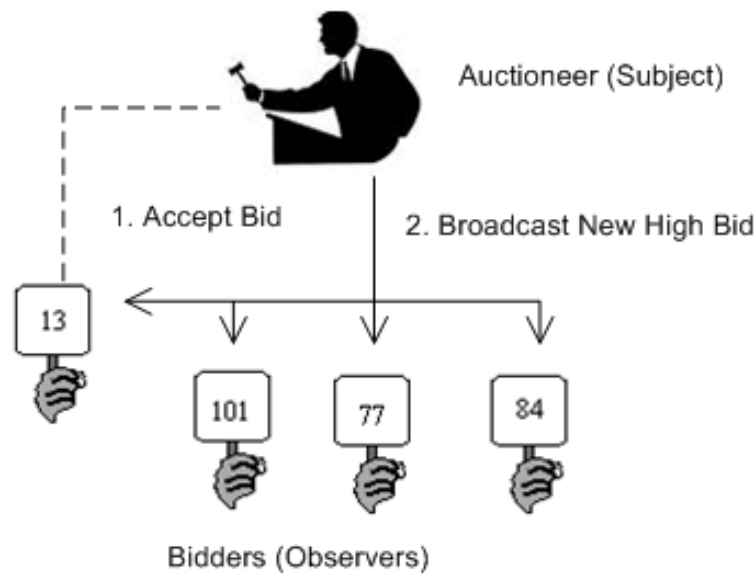 Auctioneer (Subject)
1. Accept Bid
2. Broadcast New High Bid
13
101
77
84
Bidders (Observers)